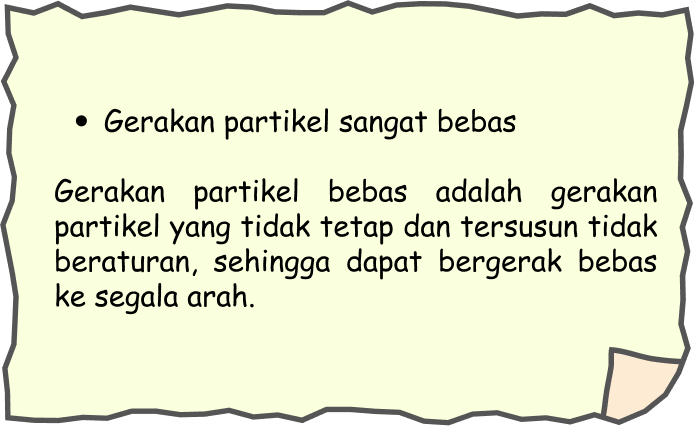 • Gerakan partikel sangat bebas
Gerakan partikel bebas adalah gerakan
partikel yang tidak tetap dan tersusun tidak
beraturan, sehingga dapat bergerak bebas
ke segala arah.